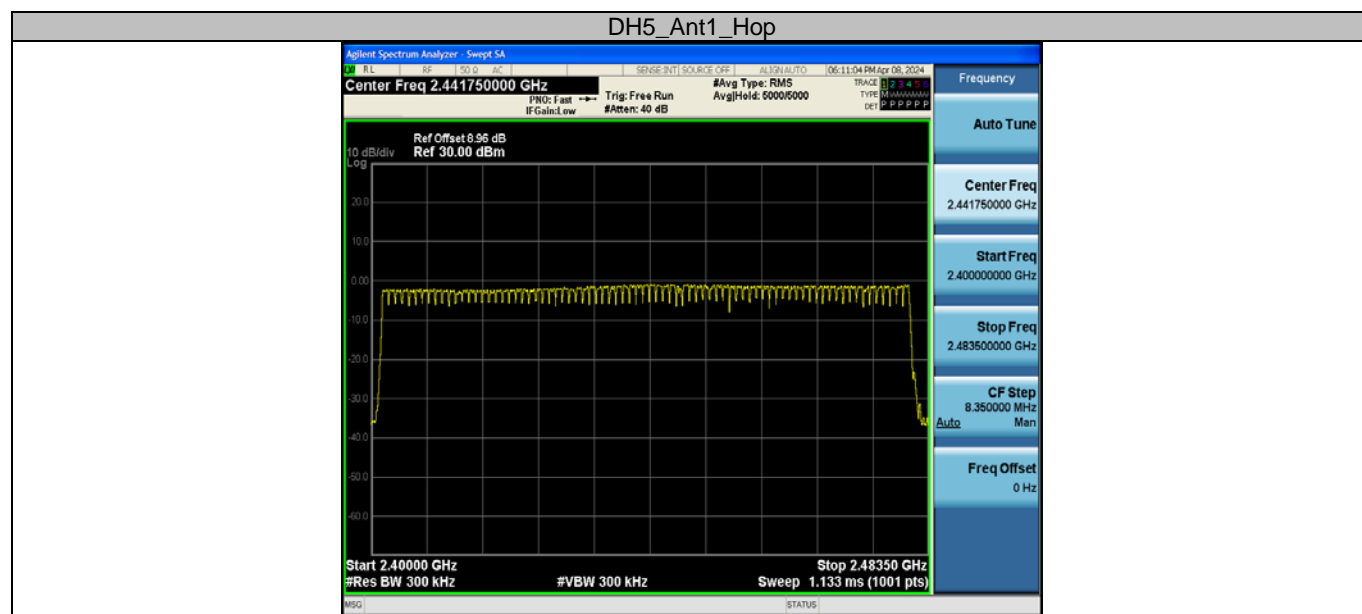 DH5_Ant1_Hop
Agilent Spectrum Analyzer - Swept SA
RL RF 50 Ω AC SENSE:INT SOURCE OFF ALIGN AUTO 06:11:04 PM Apr 08, 2024
Center Freq 2.441750000 GHz
PNO: Fast
IFGain:Low
Trig: Free Run
#Atten: 40 dB
#Avg Type: RMS
Avg|Hold: 5000/5000
TRACE 1 2 3 4 5 6
TYPE M
DET P P P P P P
Ref Offset 8.96 dB
10 dB/div Ref 30.00 dBm
Log
20.0
10.0
0.00
-10.0
-20.0
-30.0
-40.0
-50.0
-60.0
Start 2.40000 GHz Stop 2.48350 GHz
#Res BW 300 kHz #VBW 300 kHz Sweep 1.133 ms (1001 pts)
MSG STATUS
Frequency
Auto Tune
Center Freq
2.441750000 GHz
Start Freq
2.400000000 GHz
Stop Freq
2.483500000 GHz
CF Step
8.350000 MHz
Auto Man
Freq Offset
0 Hz